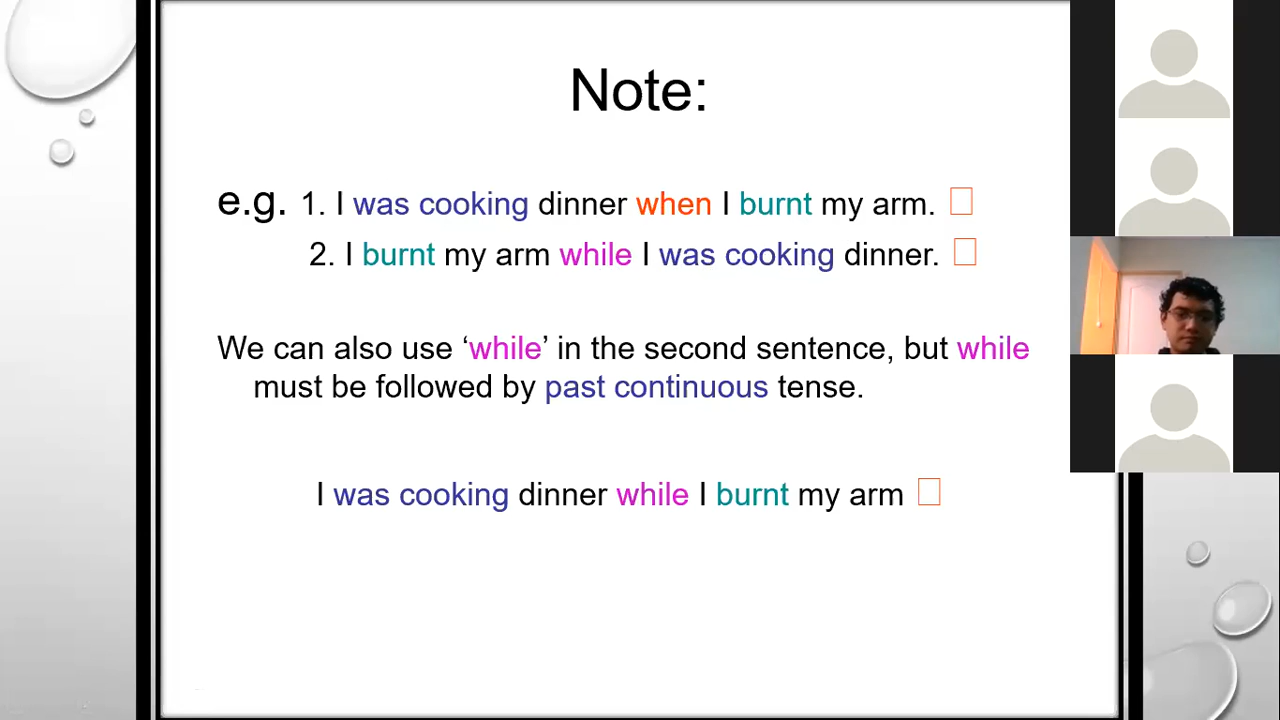 Note:
e.g. 1. I was cooking dinner when I burnt my arm.
2. I burnt my arm while I was cooking dinner.
We can also use ‘while’ in the second sentence, but while
must be followed by past continuous tense.
I was cooking dinner while I burnt my arm